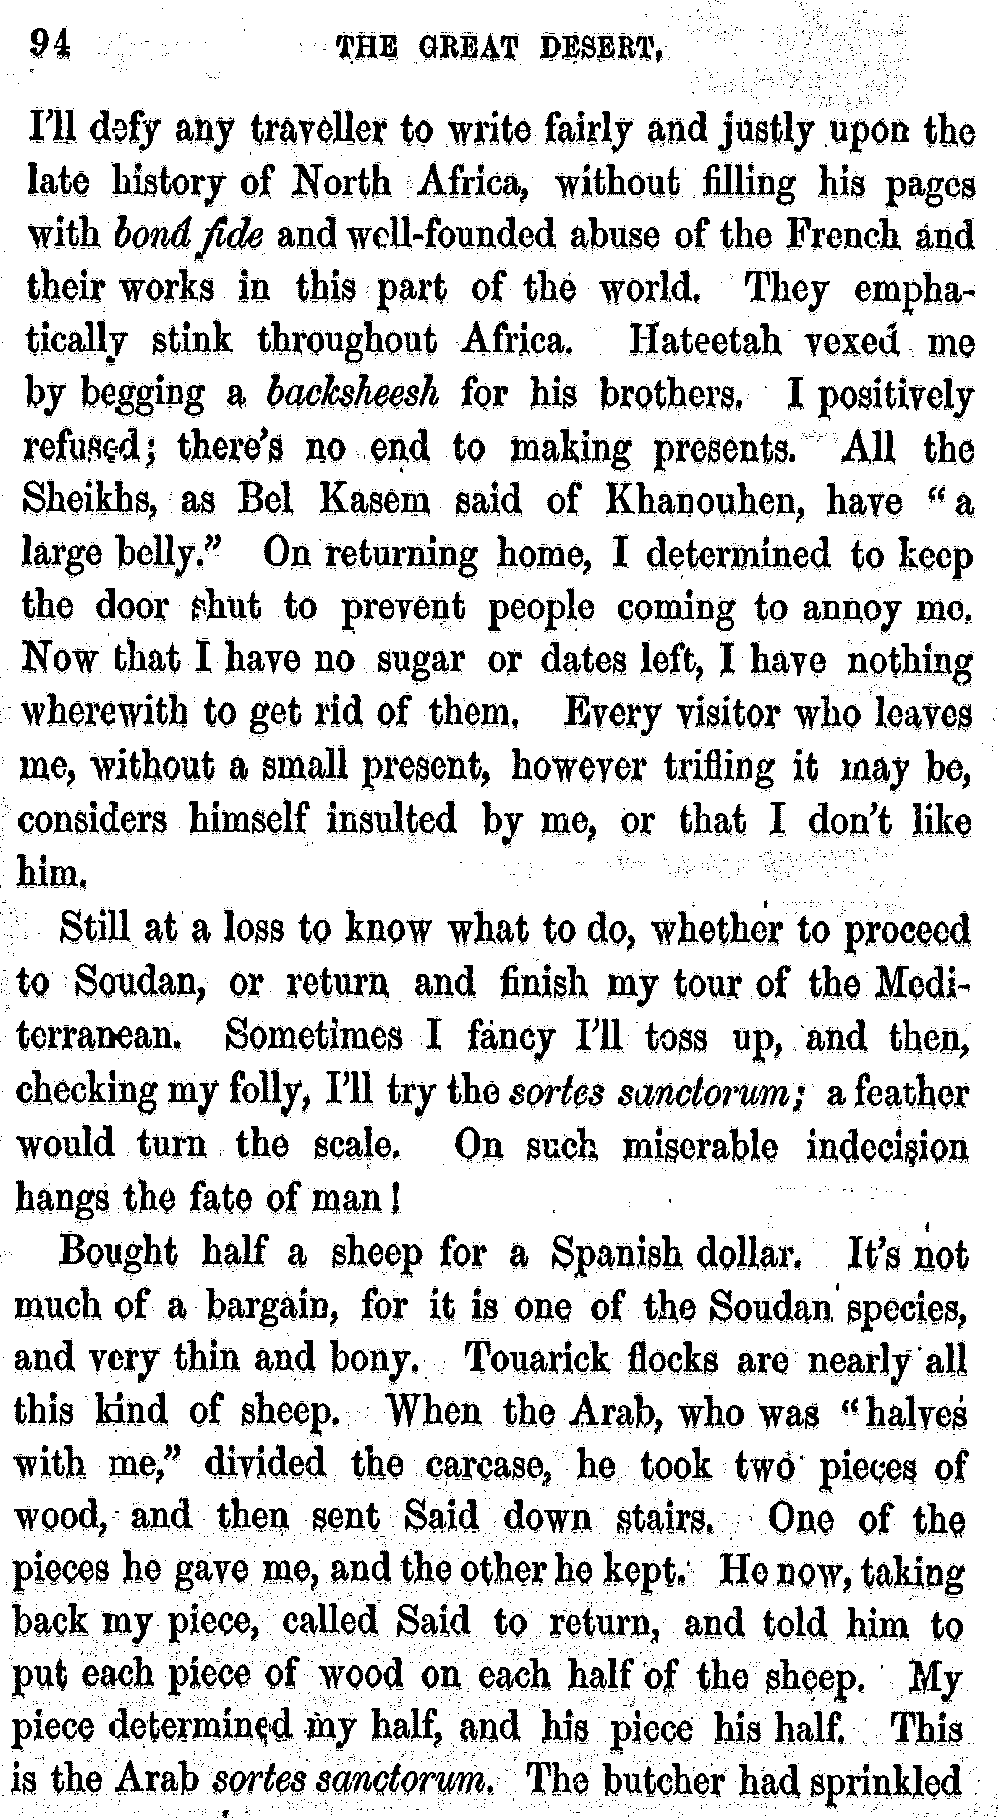 94 THE GREAT DESERT.
I'll defy any traveller to write fairly and justly upon the
late history of North Africa, without filling his pages
with bonâ fide and well-founded abuse of the French and
their works in this part of the world. They empha-
tically stink throughout Africa. Hateetah vexed me
by begging a backsheesh for his brothers. I positively
refused; there's no end to making presents. All the
Sheikhs, as Bel Kasem said of Khanouhen, have "a
large belly." On returning home, I determined to keep
the door shut to prevent people coming to annoy me.
Now that I have no sugar or dates left, I have nothing
wherewith to get rid of them. Every visitor who leaves
me, without a small present, however trifling it may be,
considers himself insulted by me, or that I don't like
him.
Still at a loss to know what to do, whether to proceed
to Soudan, or return and finish my tour of the Medi-
terranean. Sometimes I fancy I'll toss up, and then,
checking my folly, I'll try the sortes sanctorum; a feather
would turn the scale. On such miserable indecision
hangs the fate of man!
Bought half a sheep for a Spanish dollar. It's not
much of a bargain, for it is one of the Soudan species,
and very thin and bony. Touarick flocks are nearly all
this kind of sheep. When the Arab, who was "halves
with me," divided the carcase, he took two pieces of
wood, and then sent Said down stairs. One of the
pieces he gave me, and the other he kept. He now, taking
back my piece, called Said to return, and told him to
put each piece of wood on each half of the sheep. My
piece determined my half, and his piece his half. This
is the Arab sortes sanctorum. The butcher had sprinkled